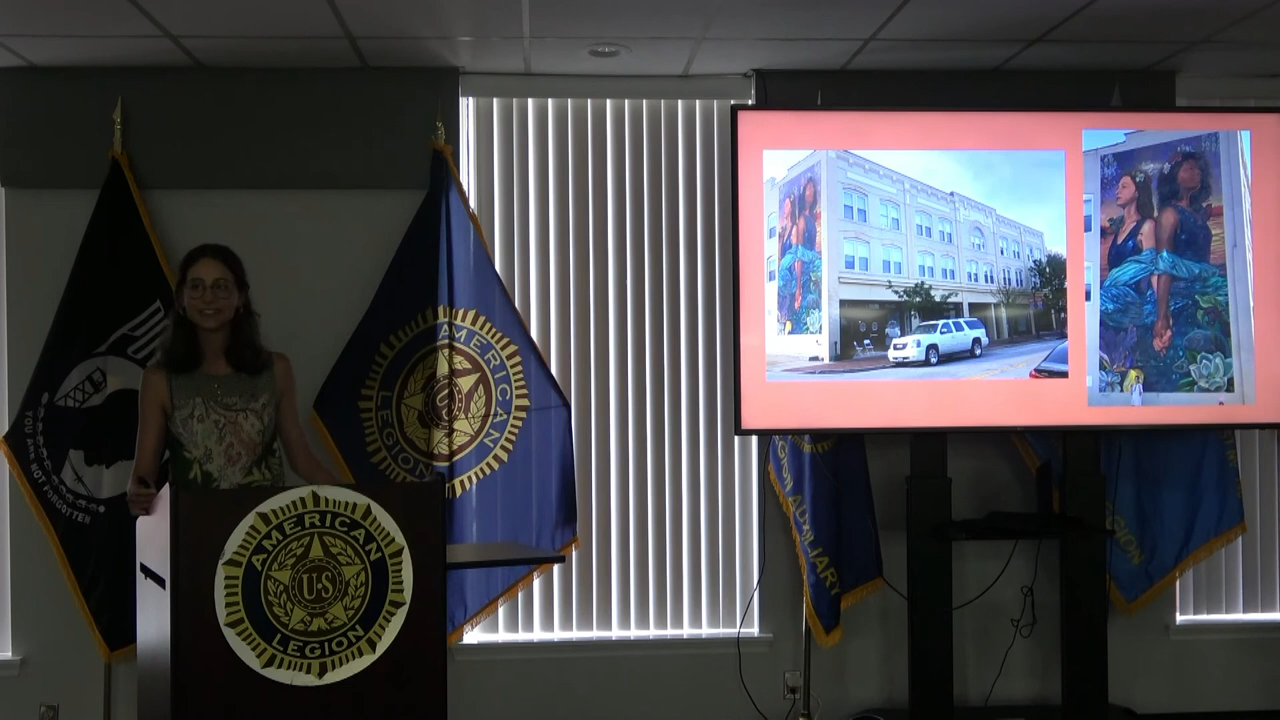 YOU ARE NOT FORGOTTEN
AMERICAN
U·S
LEGION
AMERICAN
U·S
LEGION
AUXILIARY